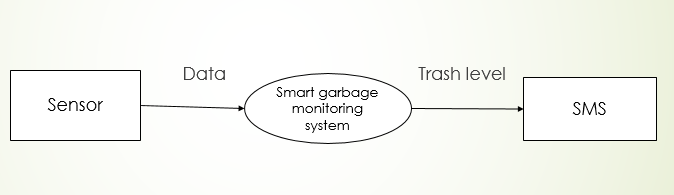 Data
Trash level
Sensor
Smart garbage
monitoring
system
SMS